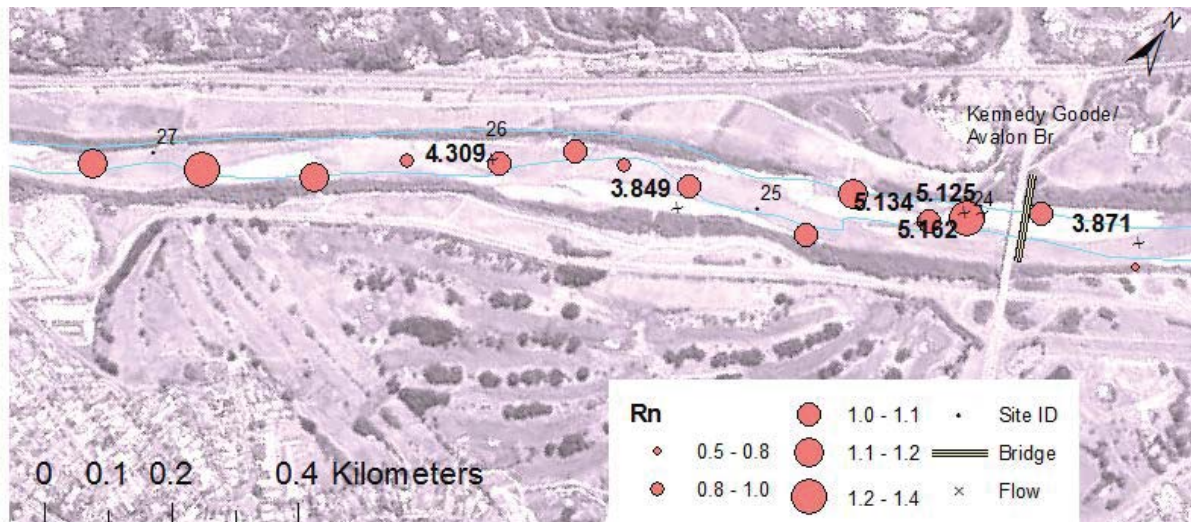 N
Kennedy Goode/
Avalon Br
27
26
4.309
3.849
25
5.134
5.125
24
5.162
3.871
Rn
0.5 - 0.8
0.8 - 1.0
1.0 - 1.1
1.1 - 1.2
1.2 - 1.4
Site ID
Bridge
Flow
0 0.1 0.2 0.4 Kilometers